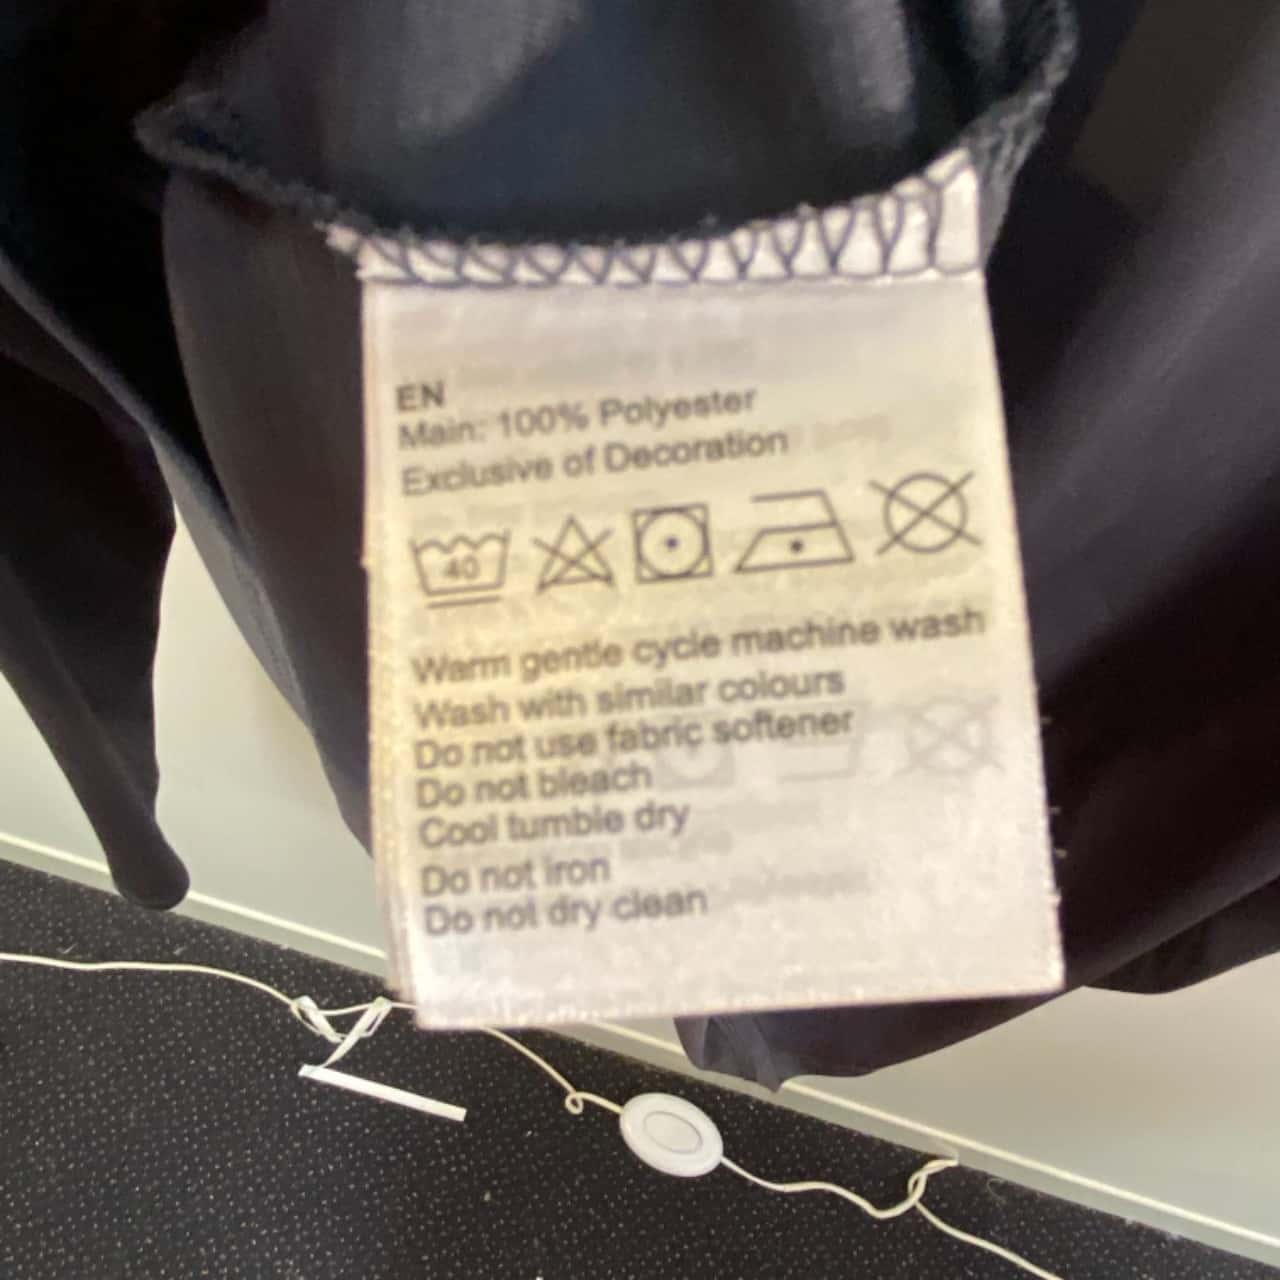 EN
Main: 100% Polyester
Exclusive of Decoration
40
Warm gentle cycle machine wash
Wash with similar colours
Do not use fabric softener
Do not bleach
Cool tumble dry
Do not iron
Do not dry clean